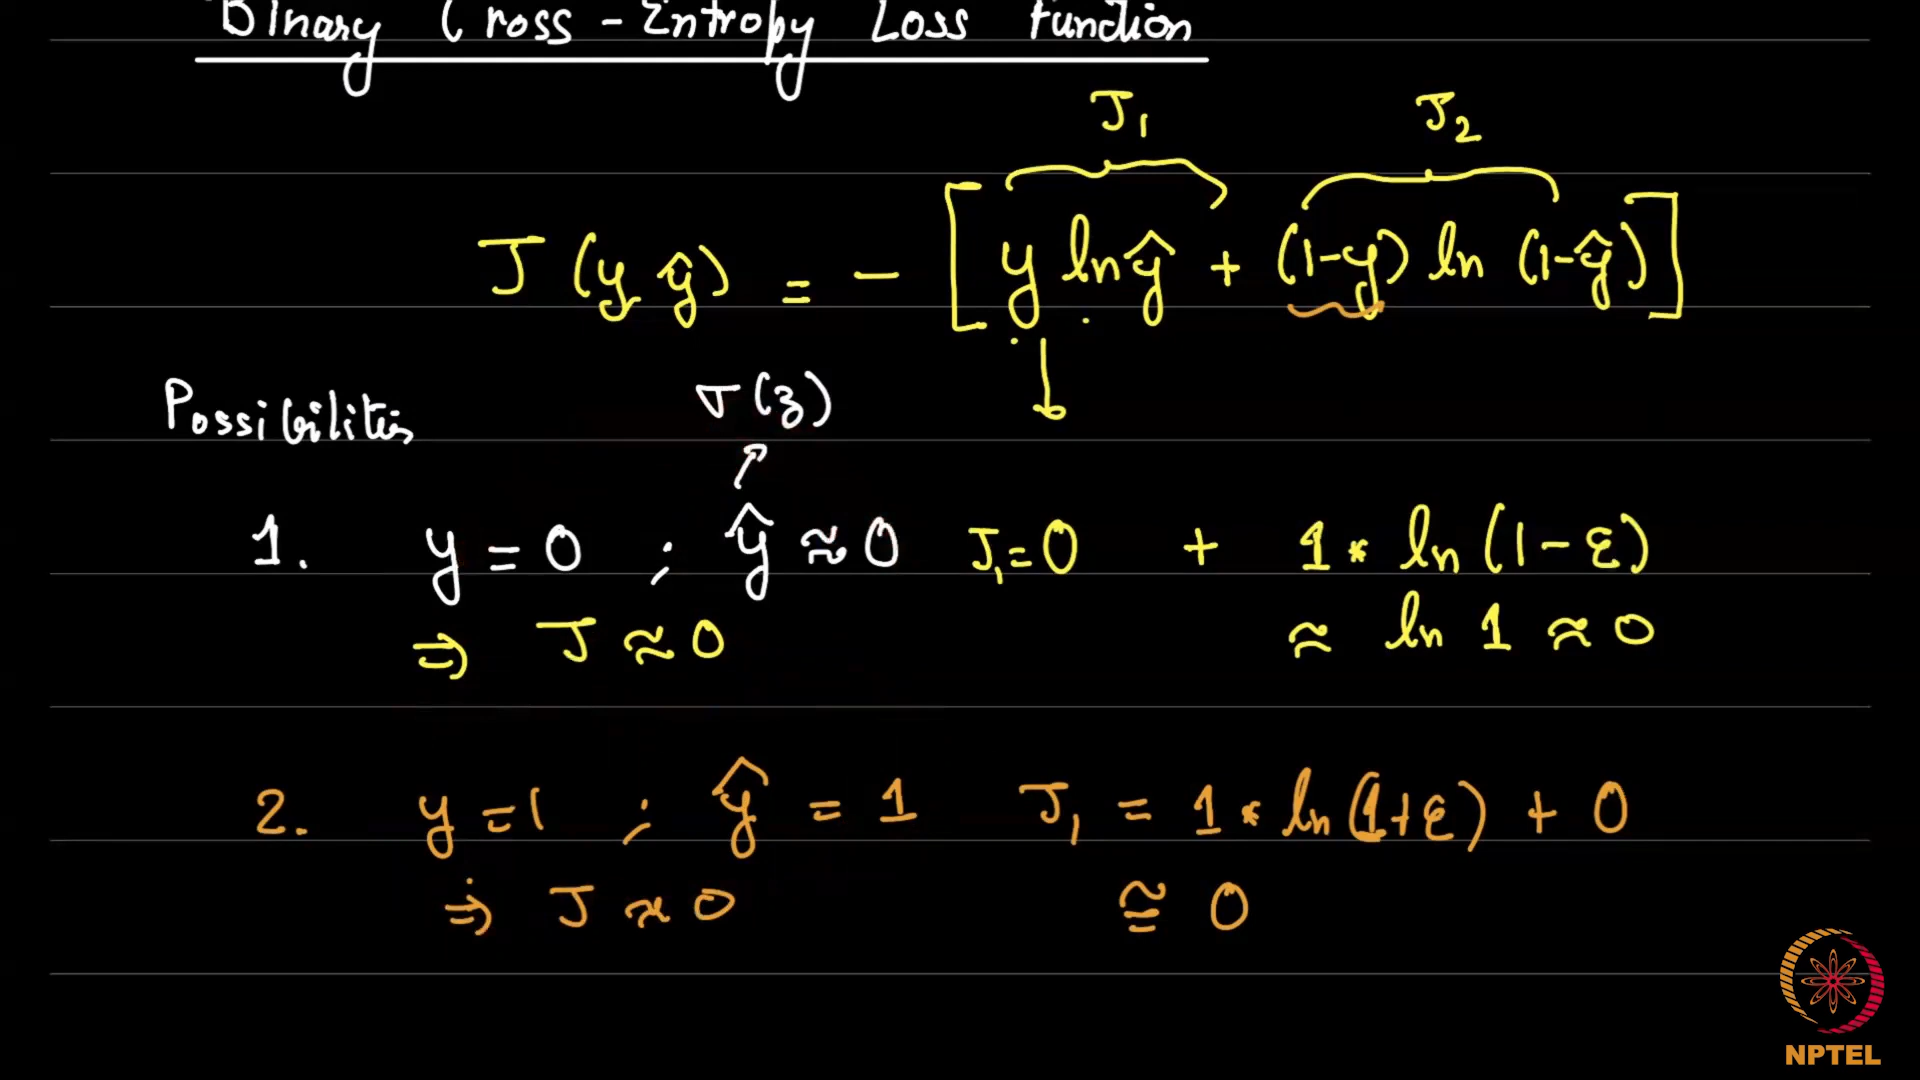 Binary Cross-Entropy Loss Function
J₁ J₂
J (y ŷ) = - [y ln ŷ + (1-y) ln (1-ŷ)]
Possibilities σ(z)
1. y = 0 ; ŷ ≈ 0 J₁=0 + 1 * ln (1-ε)
⇒ J ≈ 0 ≈ ln 1 ≈ 0
2. y = 1 ; ŷ = 1 J₁ = 1 * ln (1+ε) + 0
⇒ J ≈ 0 ≅ 0
NPTEL